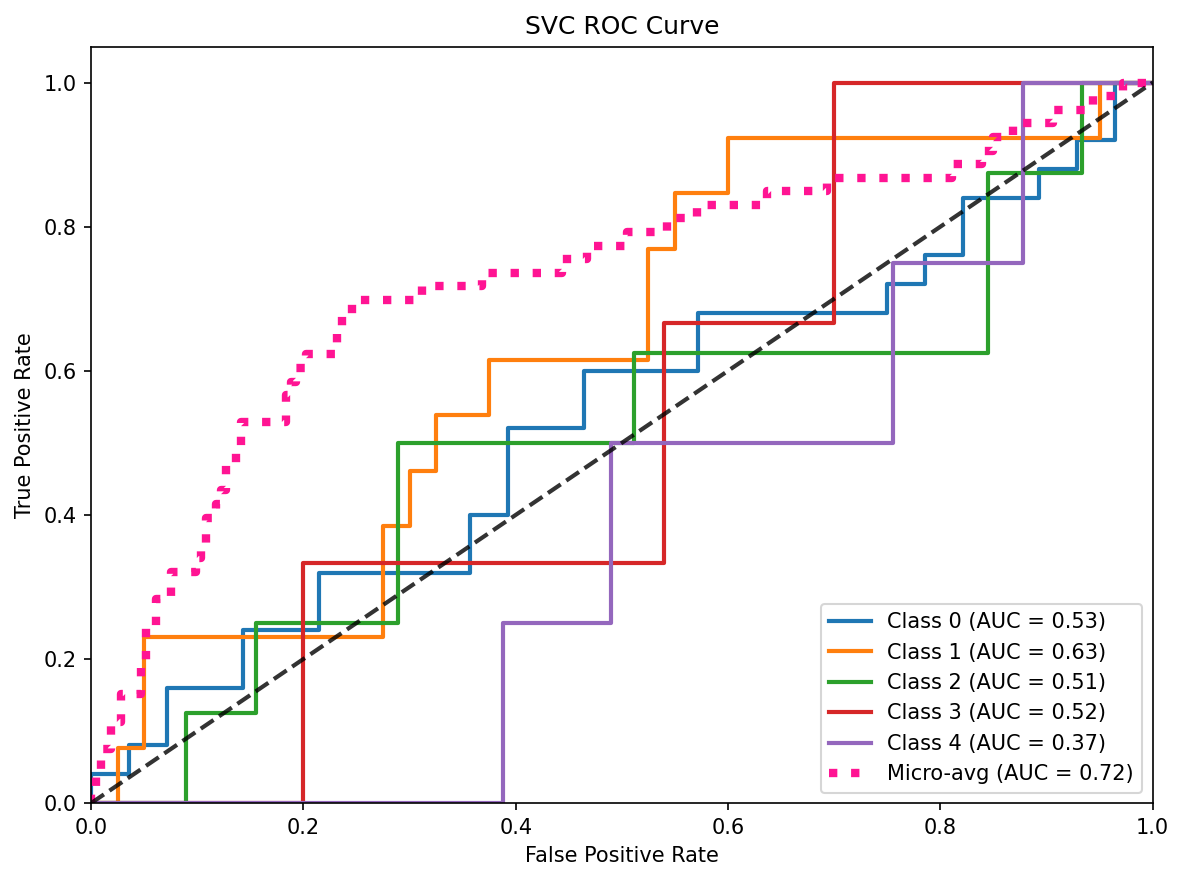 SVC ROC Curve
True Positive Rate
1.0
0.8
0.6
0.4
0.2
0.0
Class 0 (AUC = 0.53)
Class 1 (AUC = 0.63)
Class 2 (AUC = 0.51)
Class 3 (AUC = 0.52)
Class 4 (AUC = 0.37)
Micro-avg (AUC = 0.72)
0.0 0.2 0.4 0.6 0.8 1.0
False Positive Rate